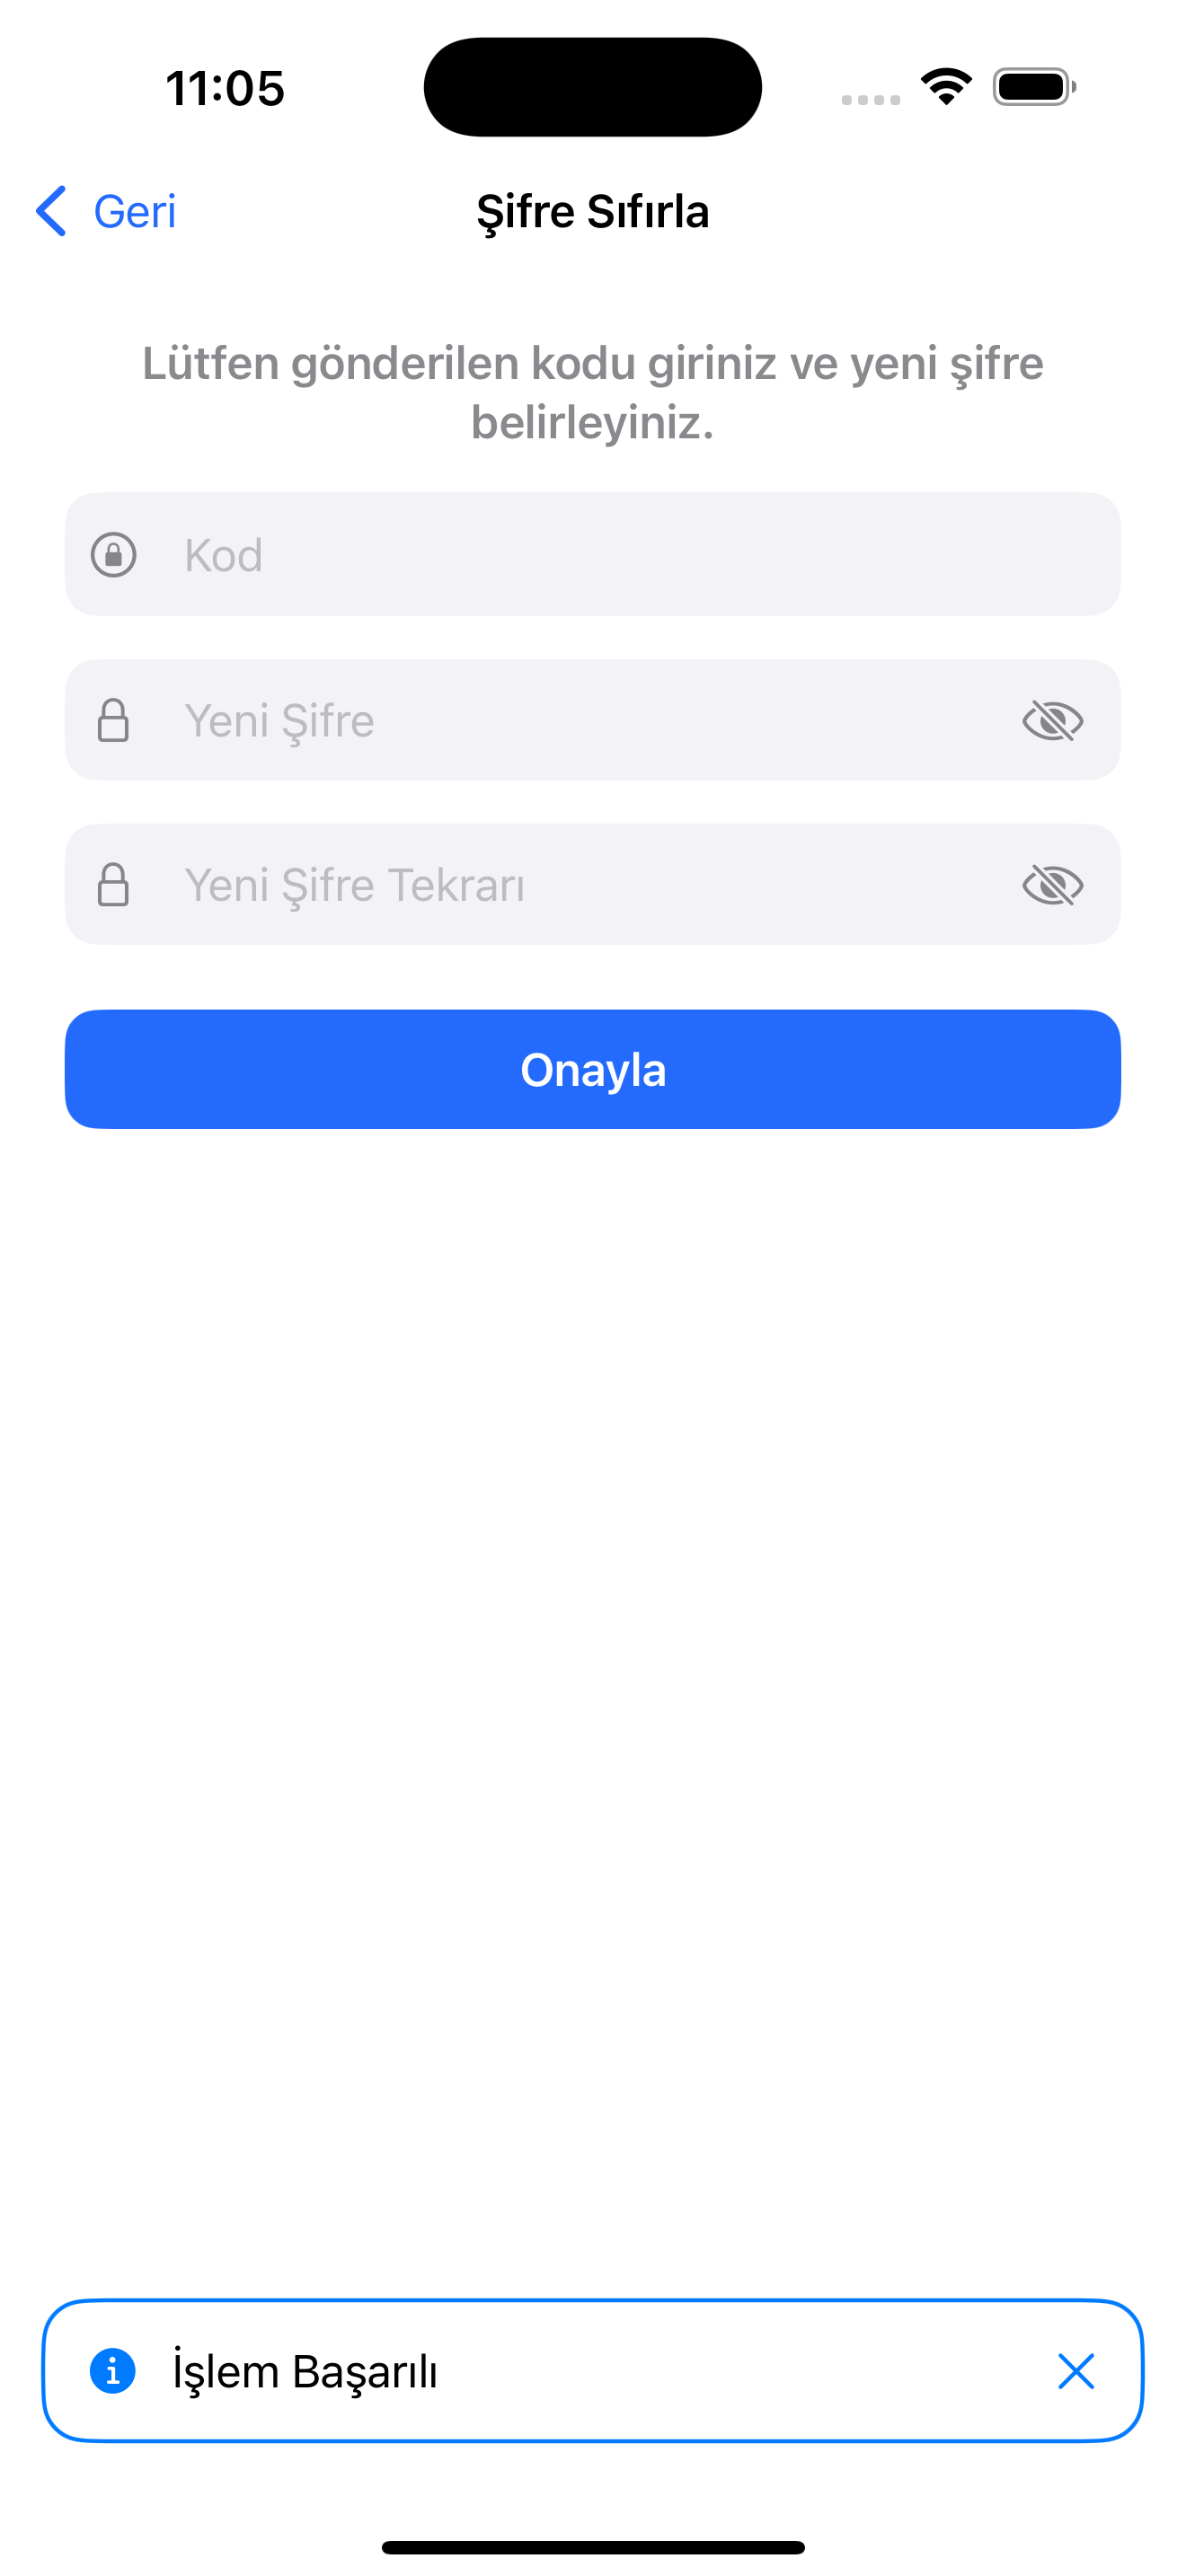 11:05
Geri
Şifre Sıfırla
Lütfen gönderilen kodu giriniz ve yeni şifre
belirleyiniz.
Kod
Yeni Şifre
Yeni Şifre Tekrarı
Onayla
İşlem Başarılı